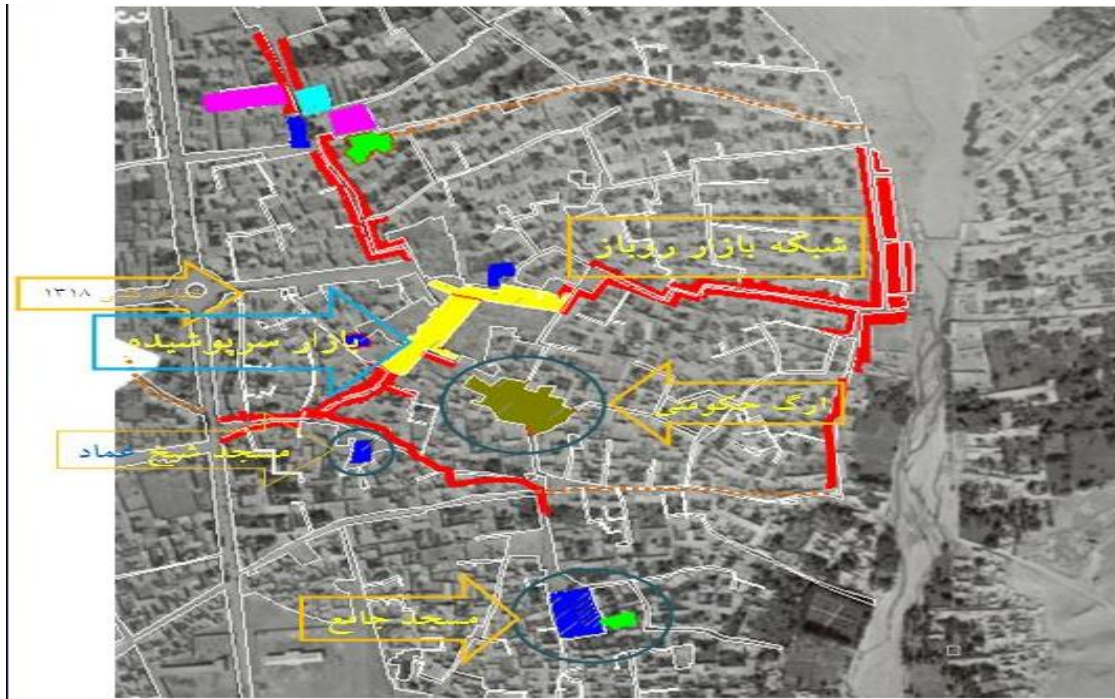 شبکه بازار روباز
۱۳۱۸
بازار سرپوشیده
ارگ حکومتی
مسجد شیخ عماد
مسجد جامع